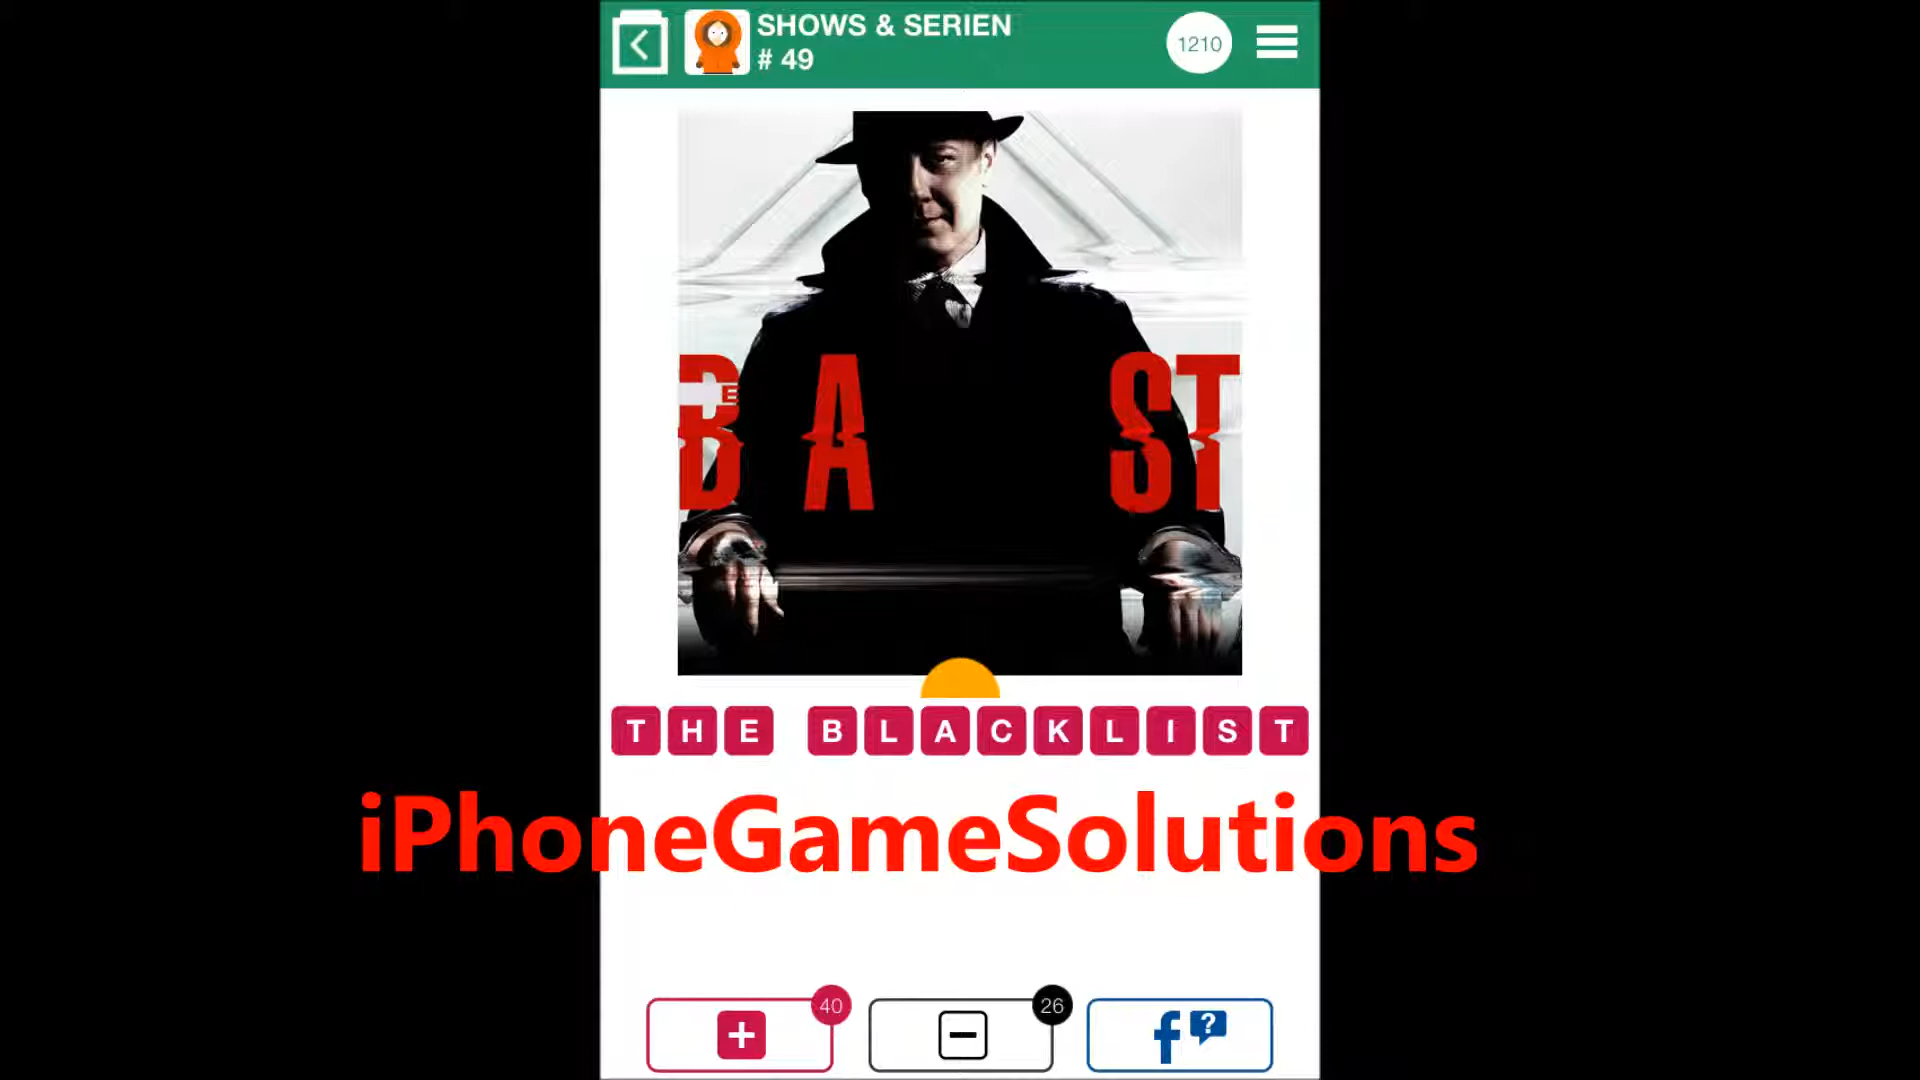 SHOWS & SERIEN
# 49
1210
E
B A ST
THE BLACKLIST
iPhoneGameSolutions
40
26
f ?